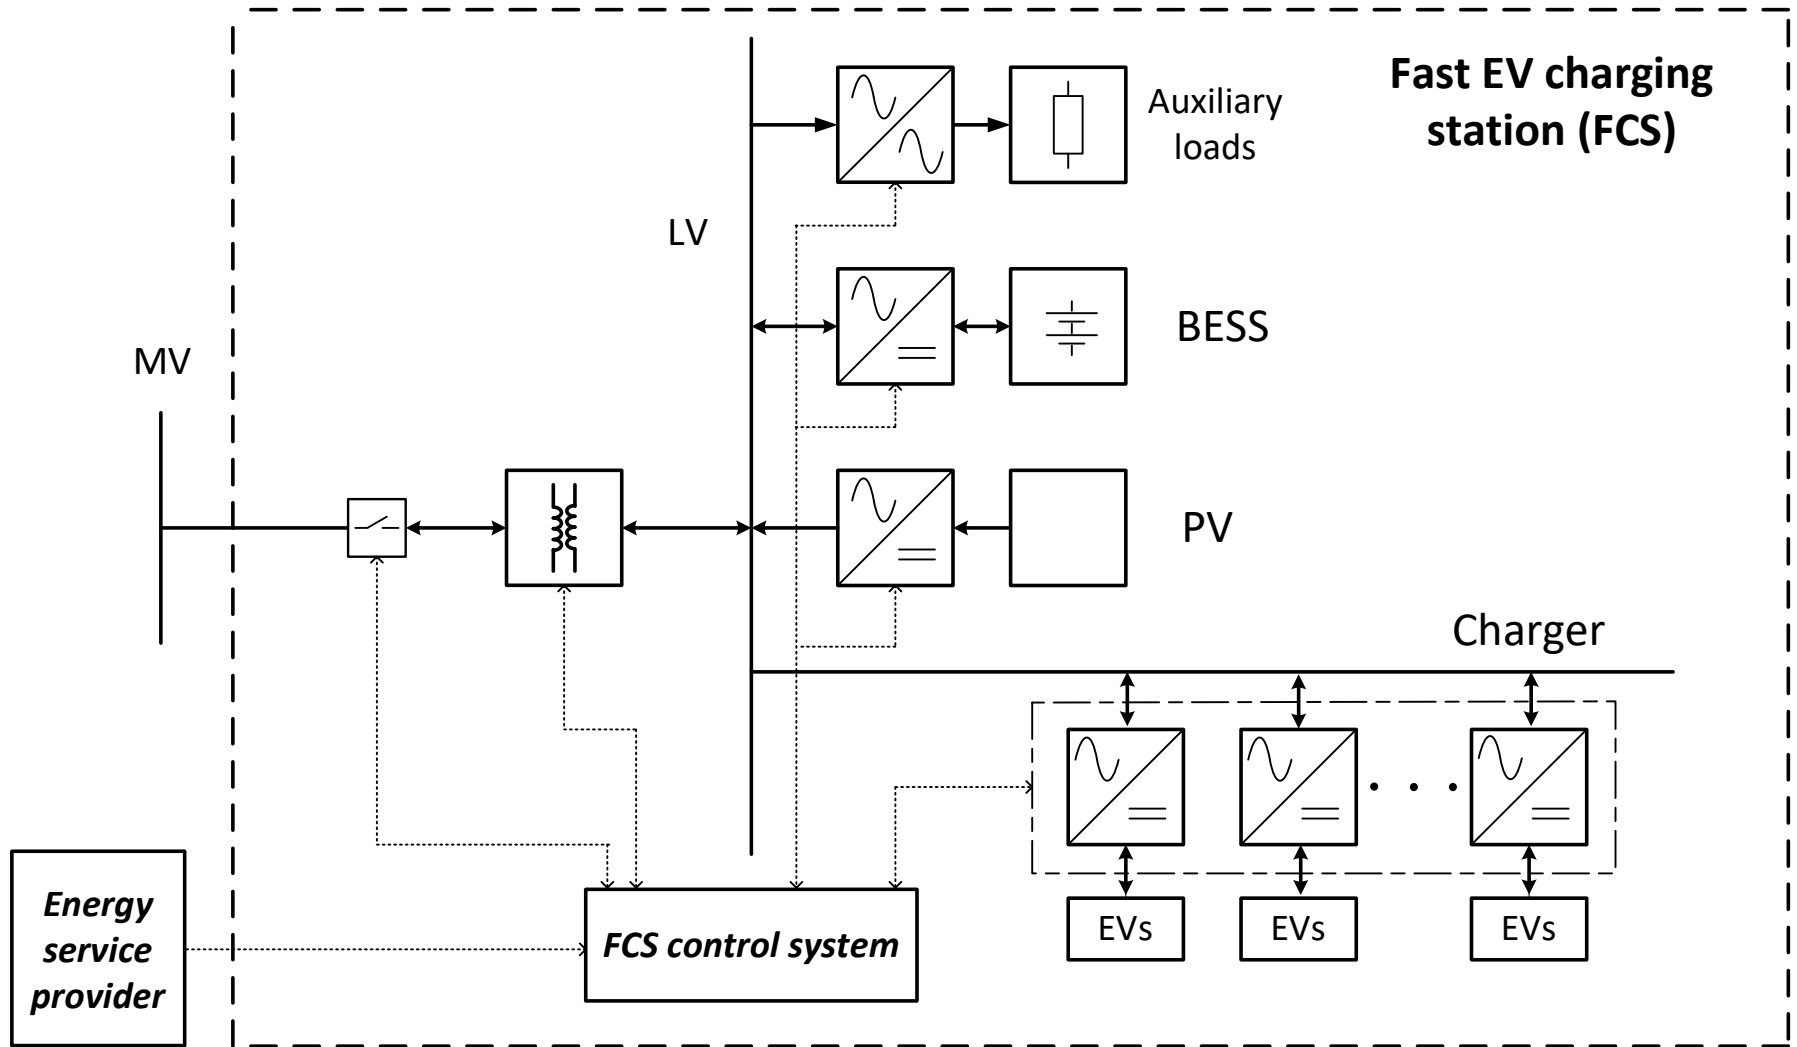 Fast EV charging
station (FCS)
Auxiliary
loads
LV
BESS
MV
PV
Charger
Energy
service
provider
FCS control system
EVs
EVs
EVs